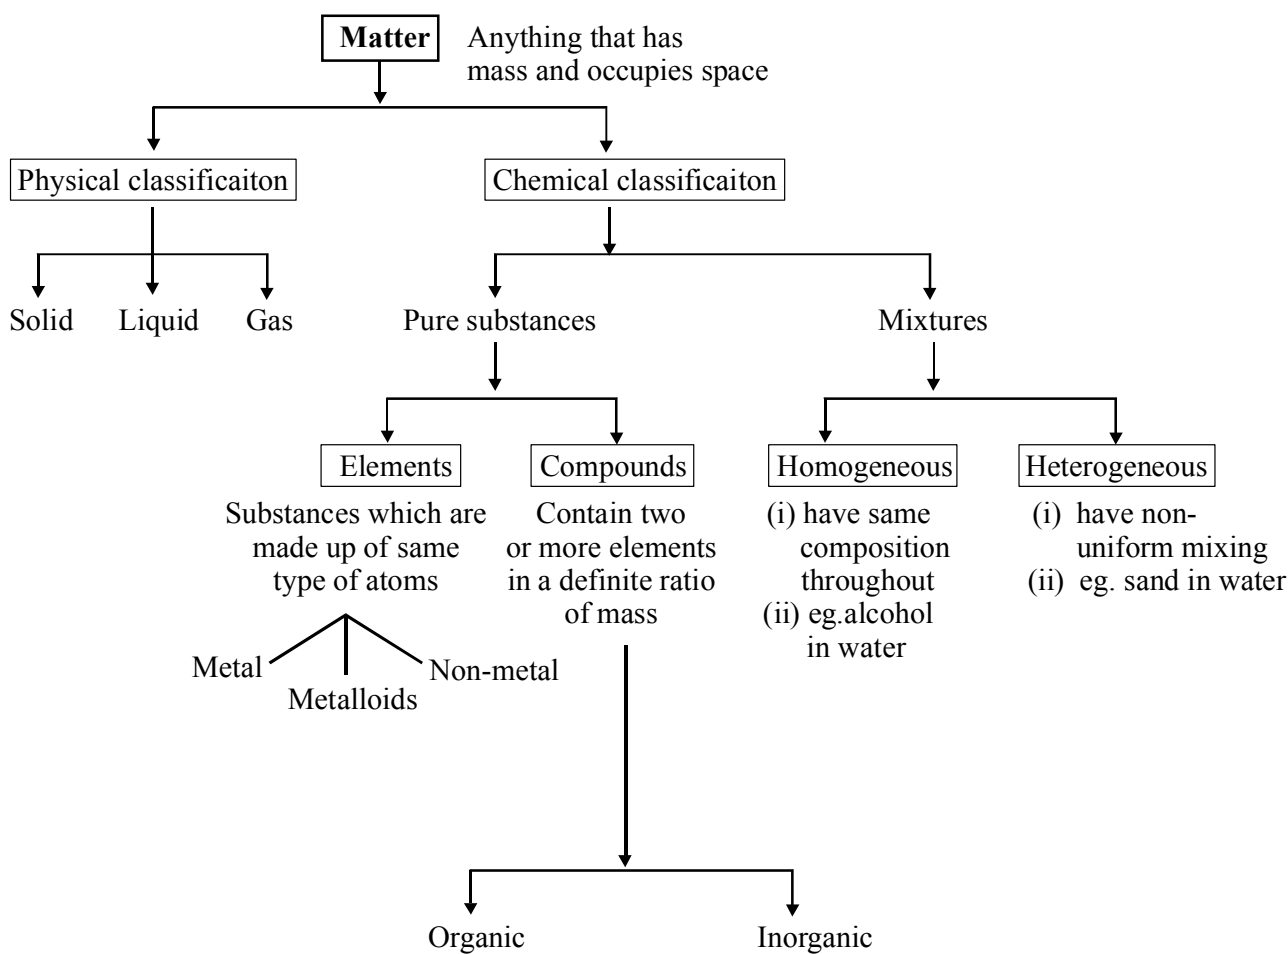 Matter
Anything that has
mass and occupies space
Physical classificaiton
Chemical classificaiton
Solid
Liquid
Gas
Pure substances
Mixtures
Elements
Compounds
Homogeneous
Heterogeneous
Substances which are
made up of same
type of atoms
Contain two
or more elements
in a definite ratio
of mass
(i) have same
composition
throughout
(ii) eg.alcohol
in water
(i) have non-
uniform mixing
(ii) eg. sand in water
Metal
Metalloids
Non-metal
Organic
Inorganic